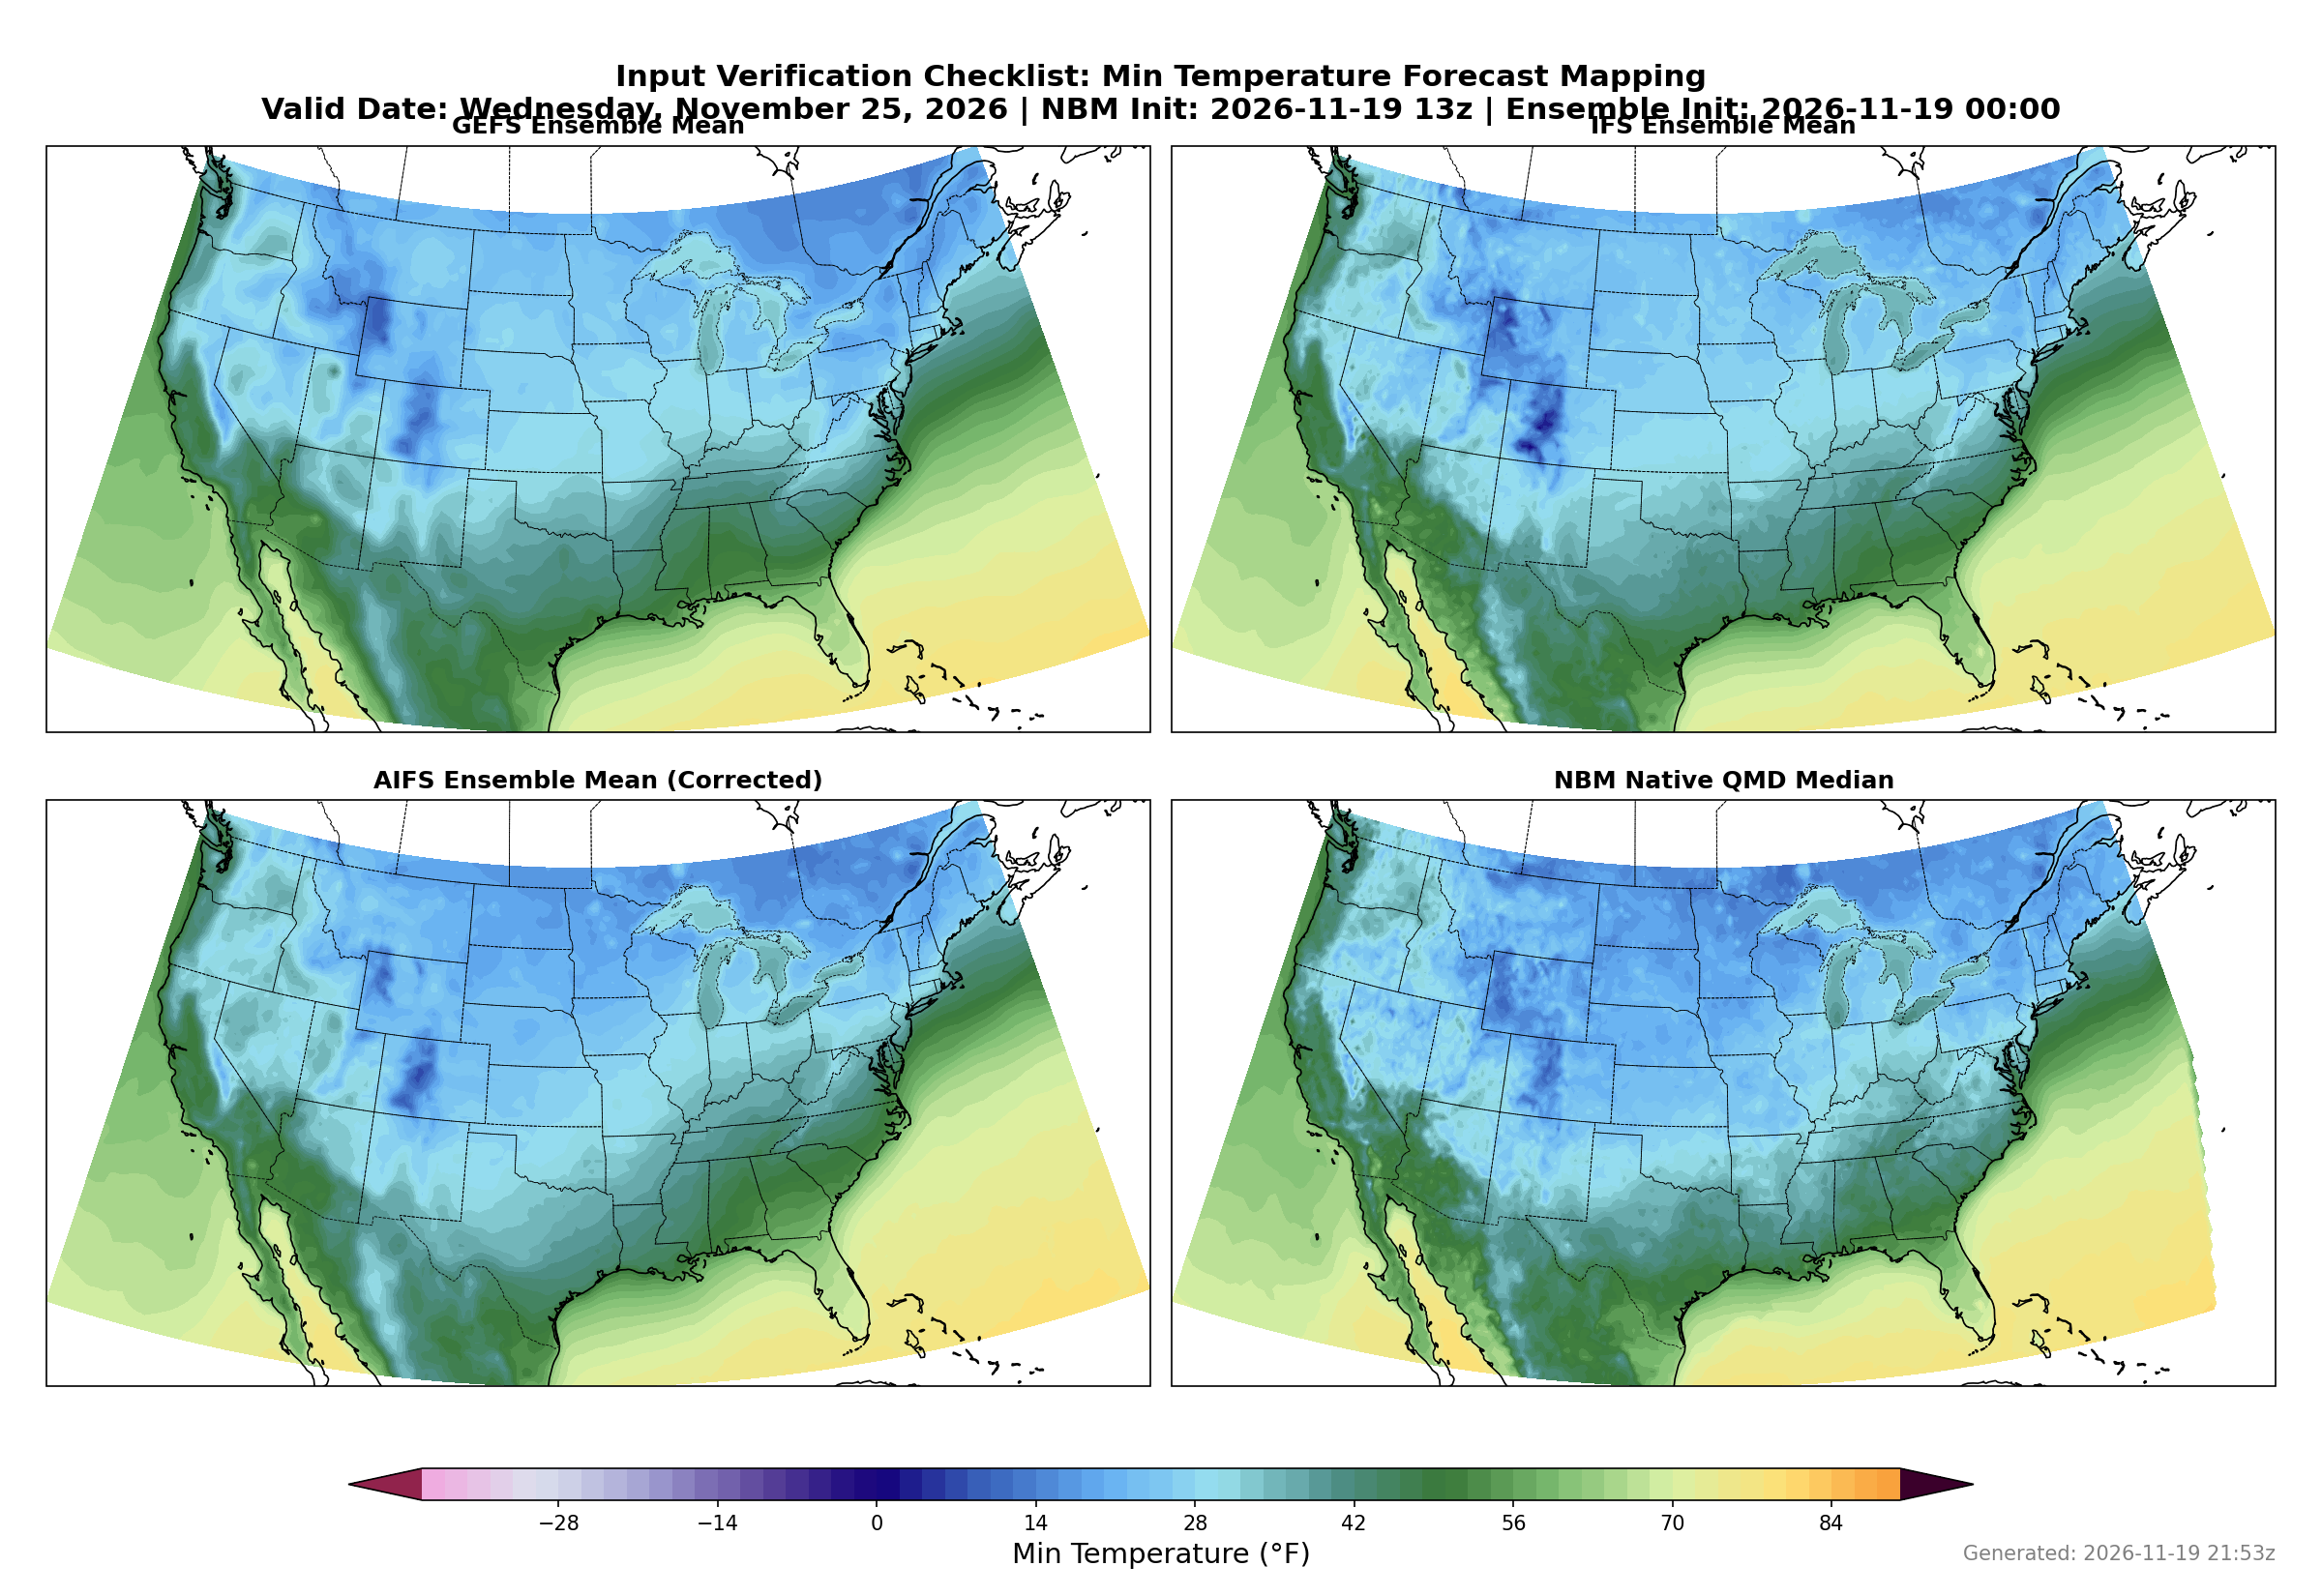 Input Verification Checklist: Min Temperature Forecast Mapping
Valid Date: Wednesday, November 25, 2026 | NBM Init: 2026-11-19 13z | Ensemble Init: 2026-11-19 00:00
GEFS Ensemble Mean
IFS Ensemble Mean
AIFS Ensemble Mean (Corrected)
NBM Native QMD Median
−28 −14 0 14 28 42 56 70 84
Min Temperature (°F)
Generated: 2026-11-19 21:53z